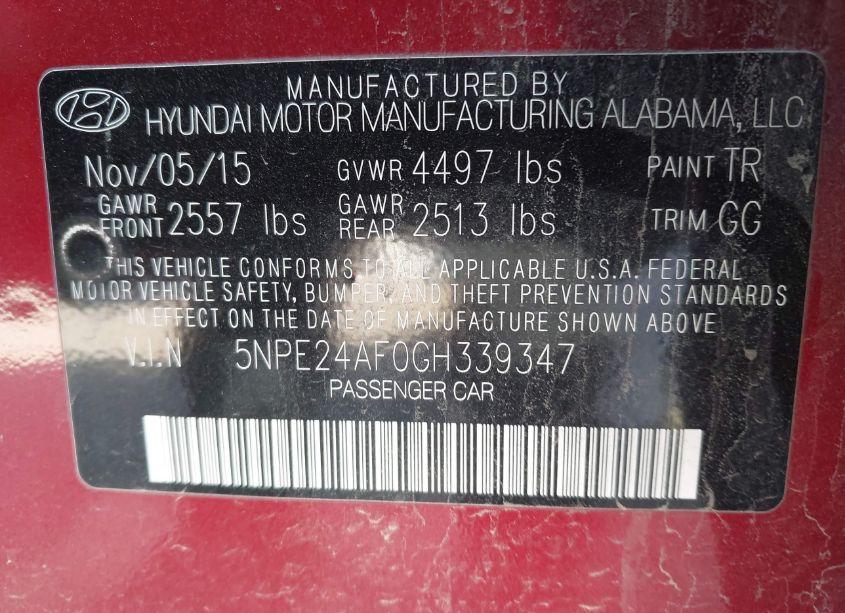 MANUFACTURED BY
HYUNDAI MOTOR MANUFACTURING ALABAMA, LLC
Nov/05/15 GVWR 4497 lbs PAINT TR
GAWR FRONT 2557 lbs GAWR REAR 2513 lbs TRIM GG
THIS VEHICLE CONFORMS TO ALL APPLICABLE U.S.A. FEDERAL
MOTOR VEHICLE SAFETY, BUMPER, AND THEFT PREVENTION STANDARDS
IN EFFECT ON THE DATE OF MANUFACTURE SHOWN ABOVE
V.I.N 5NPE24AF0GH339347
PASSENGER CAR